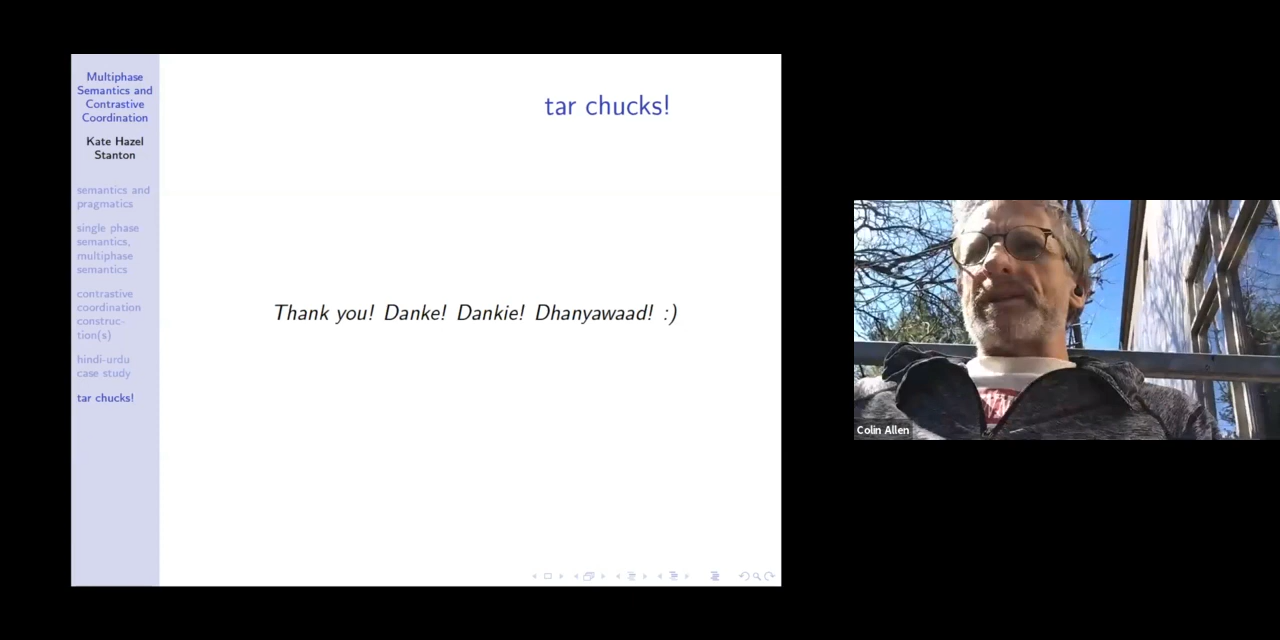 Multiphase
Semantics and
Contrastive
Coordination
Kate Hazel
Stanton
semantics and
pragmatics
single phase
semantics,
multiphase
semantics
contrastive
coordination
construc-
tion(s)
hindi-urdu
case study
tar chucks!
tar chucks!
Thank you! Danke! Dankie! Dhanyawaad! :)
Colin Allen